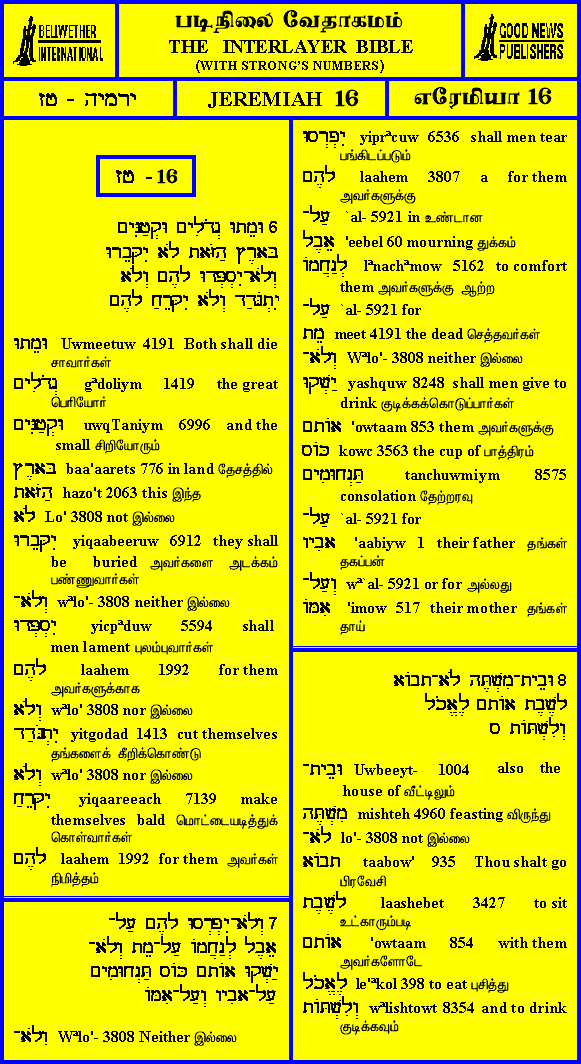 BELLWETHER
INTERNATIONAL
படிநிலை வேதாகமம்
THE INTERLAYER BIBLE
(WITH STRONG'S NUMBERS)
GOOD NEWS
PUBLISHERS
ירמיה - טז
JEREMIAH 16
எரேமியா 16
טז - 16
6 וּמֵתוּ גְדֹלִים וּקְטַנִּים
בָּאָרֶץ הַזֹּאת לֹא יִקָּבֵרוּ
וְלֹא־יִסְפְּדוּ לָהֶם וְלֹא
יִתְגֹּדַד וְלֹא יִקָּרֵחַ לָהֶם
וּמֵתוּ Uwmeetuw 4191 Both shall die
சாவார்கள்
גְדֹלִים gªdoliym 1419 the great
பெரியோர்
וּקְטַנִּים uwqTaniym 6996 and the
small சிறியோரும்
בָּאָרֶץ baa'aarets 776 in land தேசத்தில்
הַזֹּאת hazo't 2063 this இந்த
לֹא Lo' 3808 not இல்லை
יִקָּבֵרוּ yiqaabeeruw 6912 they shall
be buried அவர்களை அடக்கம்
பண்ணுவார்கள்
וְלֹא־ wªlo'- 3808 neither இல்லை
יִסְפְּדוּ yicpªduw 5594 shall
men lament புலம்புவார்கள்
לָהֶם laahem 1992 for them
அவர்களுக்காக
וְלֹא wªlo' 3808 nor இல்லை
יִתְגֹּדַד yitgodad 1413 cut themselves
தங்களைக் கீறிக்கொண்டு
וְלֹא wªlo' 3808 nor இல்லை
יִקָּרֵחַ yiqaareeach 7139 make
themselves bald மொட்டையடித்துக்
கொள்வார்கள்
לָהֶם laahem 1992 for them அவர்கள்
நிமித்தம்
7 וְלֹא־יִפְרְסוּ לָהֶם עַל־
אֵבֶל לְנַחֲמוֹ עַל־מֵת וְלֹא־
יַשְׁקוּ אוֹתָם כּוֹס תַּנְחוּמִים
עַל־אָבִיו וְעַל־אִמּוֹ
וְלֹא־ Wªlo'- 3808 Neither இல்லை
יִפְרְסוּ yiprªcuw 6536 shall men tear
பங்கிடப்படும்
לָהֶם laahem 3807 a for them
அவர்களுக்கு
עַל־ `al- 5921 in உண்டான
אֵבֶל 'eebel 60 mourning துக்கம்
לְנַחֲמוֹ lªnachªmow 5162 to comfort
them அவர்களுக்கு ஆற்ற
עַל־ `al- 5921 for
מֵת meet 4191 the dead செத்தவர்கள்
וְלֹא־ Wªlo'- 3808 neither இல்லை
יַשְׁקוּ yashquw 8248 shall men give to
drink குடிக்கக்கொடுப்பார்கள்
אוֹתָם 'owtaam 853 them அவர்களுக்கு
כּוֹס kowc 3563 the cup of பாத்திரம்
תַּנְחוּמִים tanchuwmiym 8575
consolation தேற்றரவு
עַל־ `al- 5921 for
אָבִיו 'aabiyw 1 their father தங்கள்
தகப்பன்
וְעַל־ wª`al- 5921 or for அல்லது
אִמּוֹ 'imow 517 their mother தங்கள்
தாய்
8 וּבֵית־מִשְׁתֶּה לֹא־תָבוֹא
לָשֶׁבֶת אוֹתָם לֶאֱכֹל
וְלִשְׁתּוֹת ס
וּבֵית־ Uwbeeyt- 1004 also the
house of வீட்டிலும்
מִשְׁתֶּה mishteh 4960 feasting விருந்து
לֹא־ lo'- 3808 not இல்லை
תָבוֹא taabow' 935 Thou shalt go
பிரவேசி
לָשֶׁבֶת laashebet 3427 to sit
உட்காரும்படி
אוֹתָם 'owtaam 854 with them
அவர்களோடே
לֶאֱכֹל le'ªkol 398 to eat புசித்து
וְלִשְׁתּוֹת wªlishtowt 8354 and to drink
குடிக்கவும்